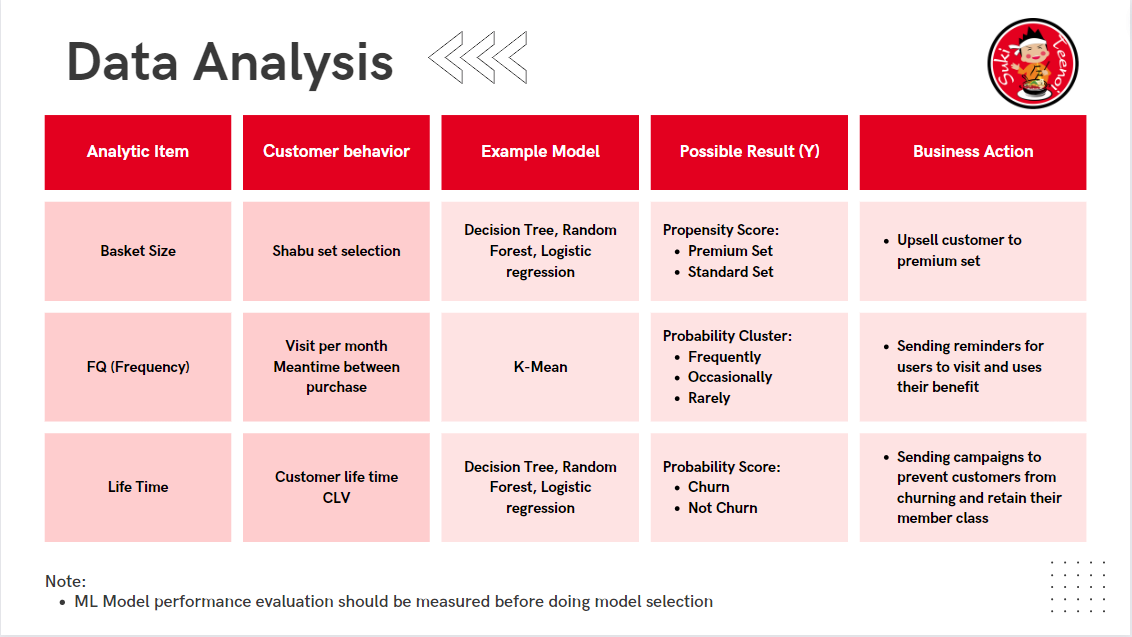 Data Analysis
Suki Teenoi
Analytic Item
Customer behavior
Example Model
Possible Result (Y)
Business Action
Basket Size
Shabu set selection
Decision Tree, Random
Forest, Logistic
regression
Propensity Score:
• Premium Set
• Standard Set
• Upsell customer to
premium set
FQ (Frequency)
Visit per month
Meantime between
purchase
K-Mean
Probability Cluster:
• Frequently
• Occasionally
• Rarely
• Sending reminders for
users to visit and uses
their benefit
Life Time
Customer life time
CLV
Decision Tree, Random
Forest, Logistic
regression
Probability Score:
• Churn
• Not Churn
• Sending campaigns to
prevent customers from
churning and retain their
member class
Note:
• ML Model performance evaluation should be measured before doing model selection